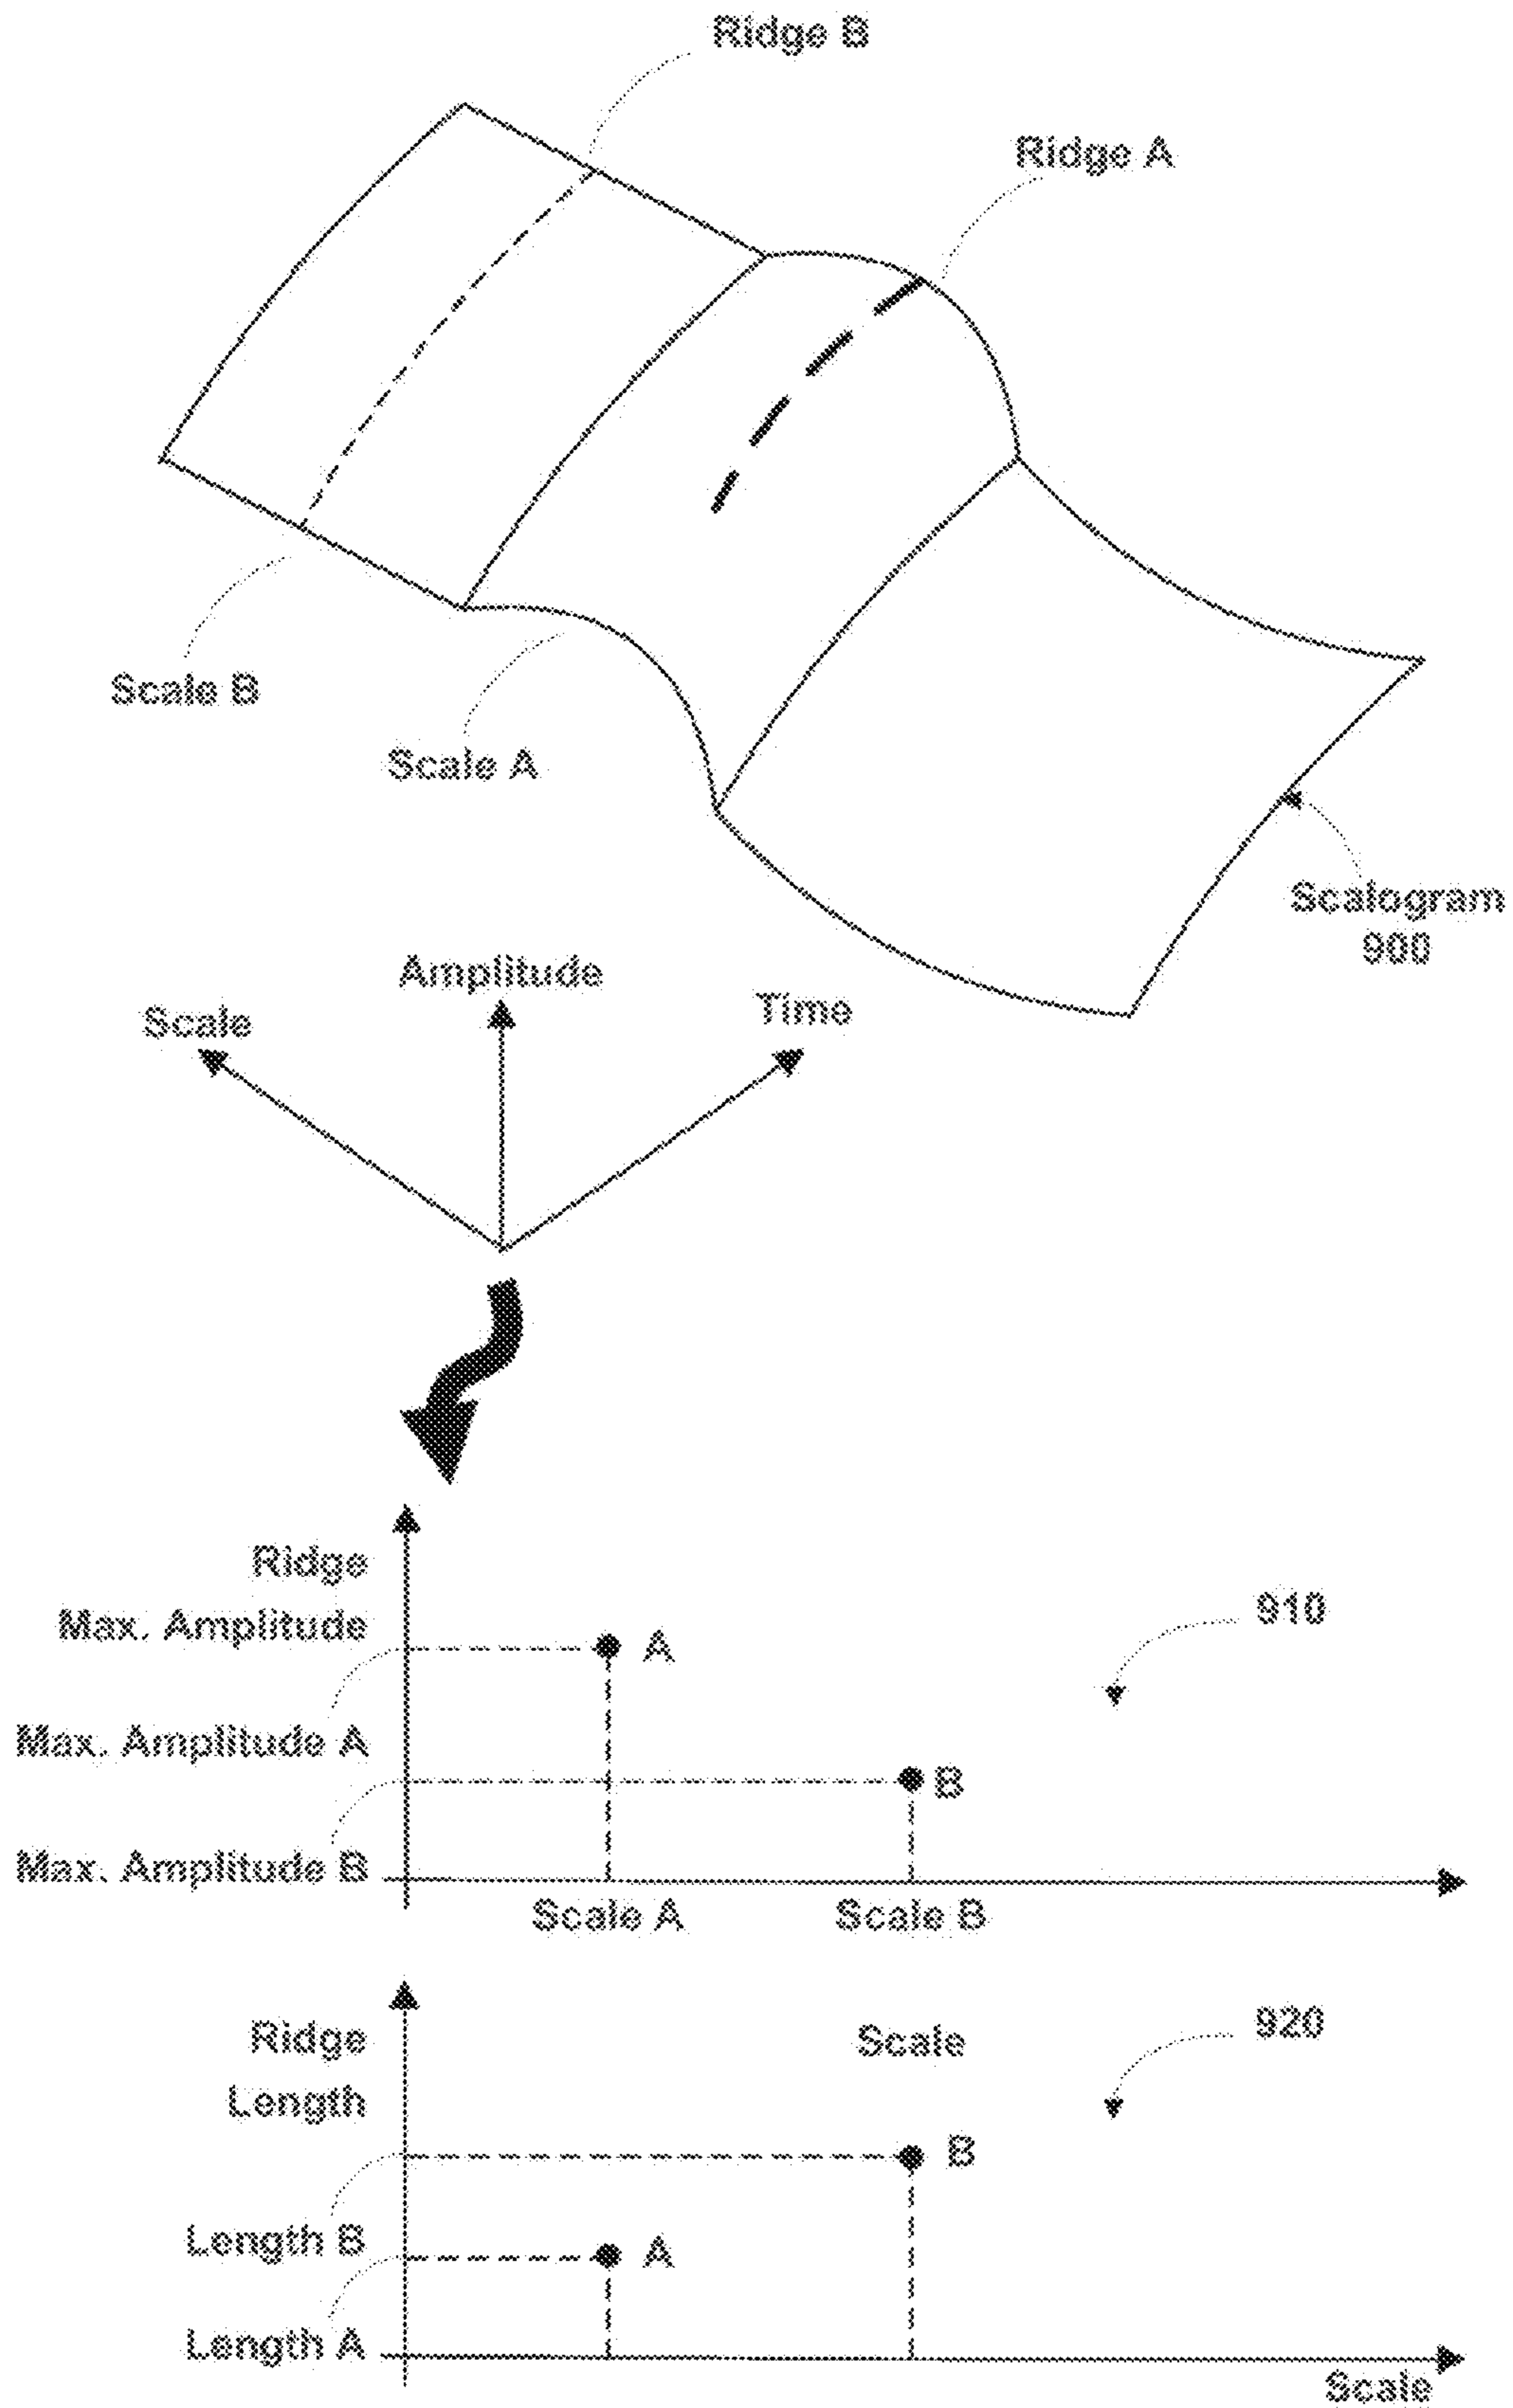 Ridge B
Ridge A
Scale B
Scale A
Scalogram
900
Amplitude
Scale
Time
Ridge
Max. Amplitude
910
A
Max. Amplitude A
B
Max. Amplitude B
Scale A
Scale B
Ridge
Length
Scale
920
B
Length B
A
Length A
Scale